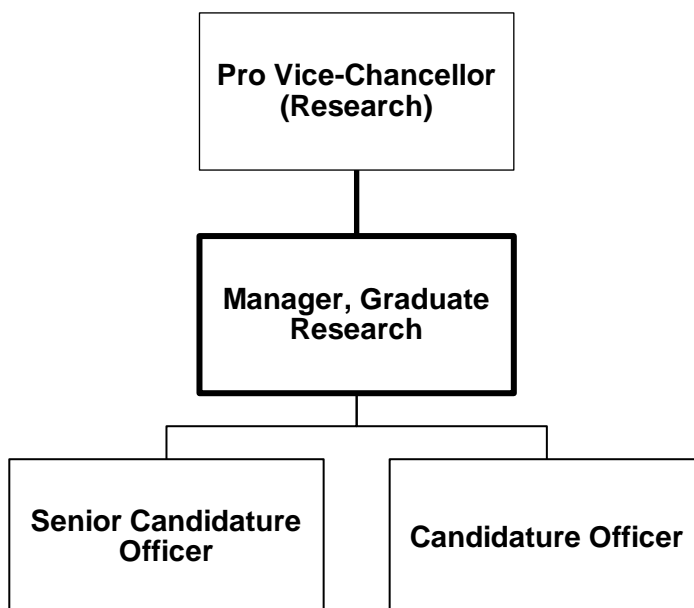 Pro Vice-Chancellor
(Research)
Manager, Graduate
Research
Senior Candidature
Officer
Candidature Officer